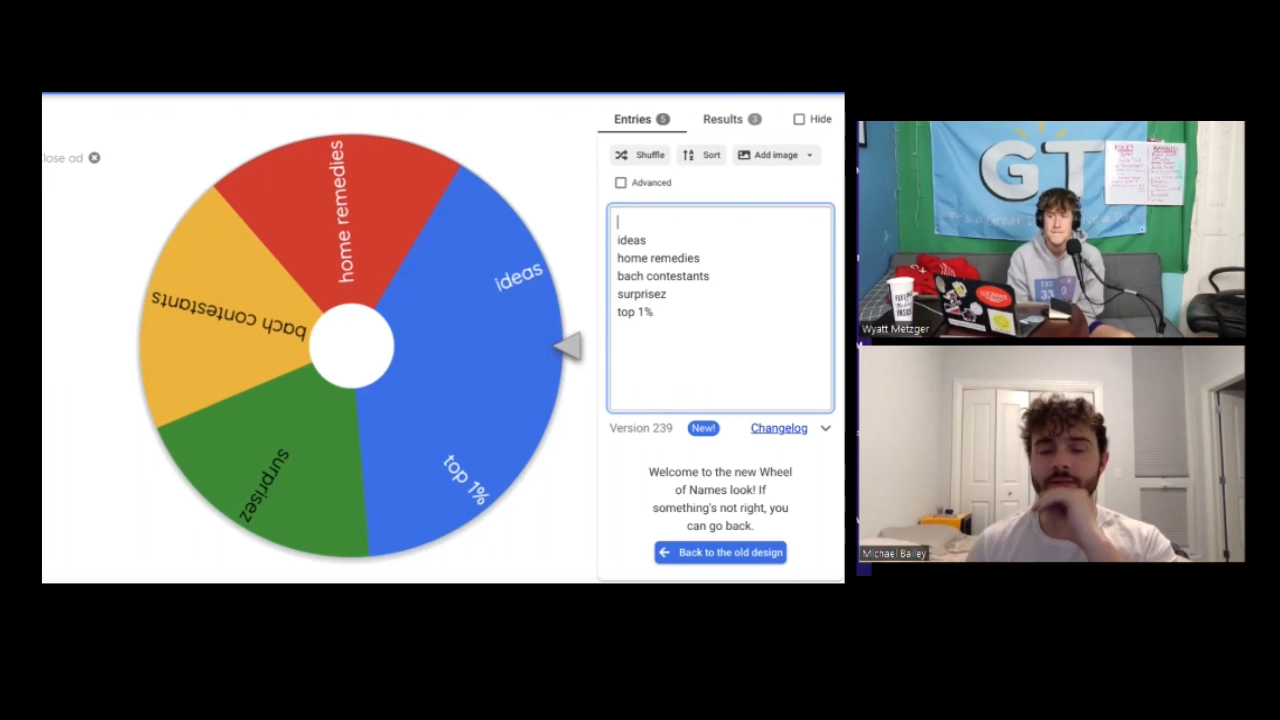 lose ad
home remedies
ideas
bach contestants
surprisez
top 1%
Entries 5
Results 3
Hide
Shuffle
Sort
Add image
Advanced
ideas
home remedies
bach contestants
surprisez
top 1%
Version 239
New!
Changelog
Welcome to the new Wheel
of Names look! If
something's not right, you
can go back.
Back to the old design
GT
Wyatt Metzger
Michael Bailey